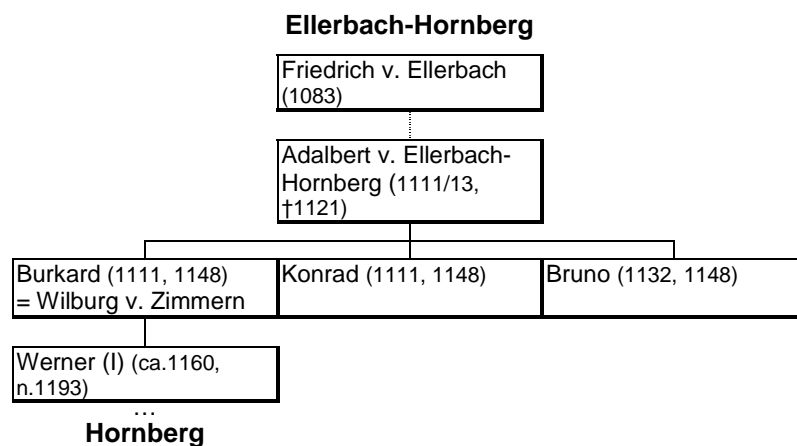 Ellerbach-Hornberg
Friedrich v. Ellerbach
(1083)
Adalbert v. Ellerbach-
Hornberg (1111/13,
†1121)
Burkard (1111, 1148)
= Wilburg v. Zimmern
Konrad (1111, 1148)
Bruno (1132, 1148)
Werner (I) (ca.1160,
n.1193)
…
Hornberg